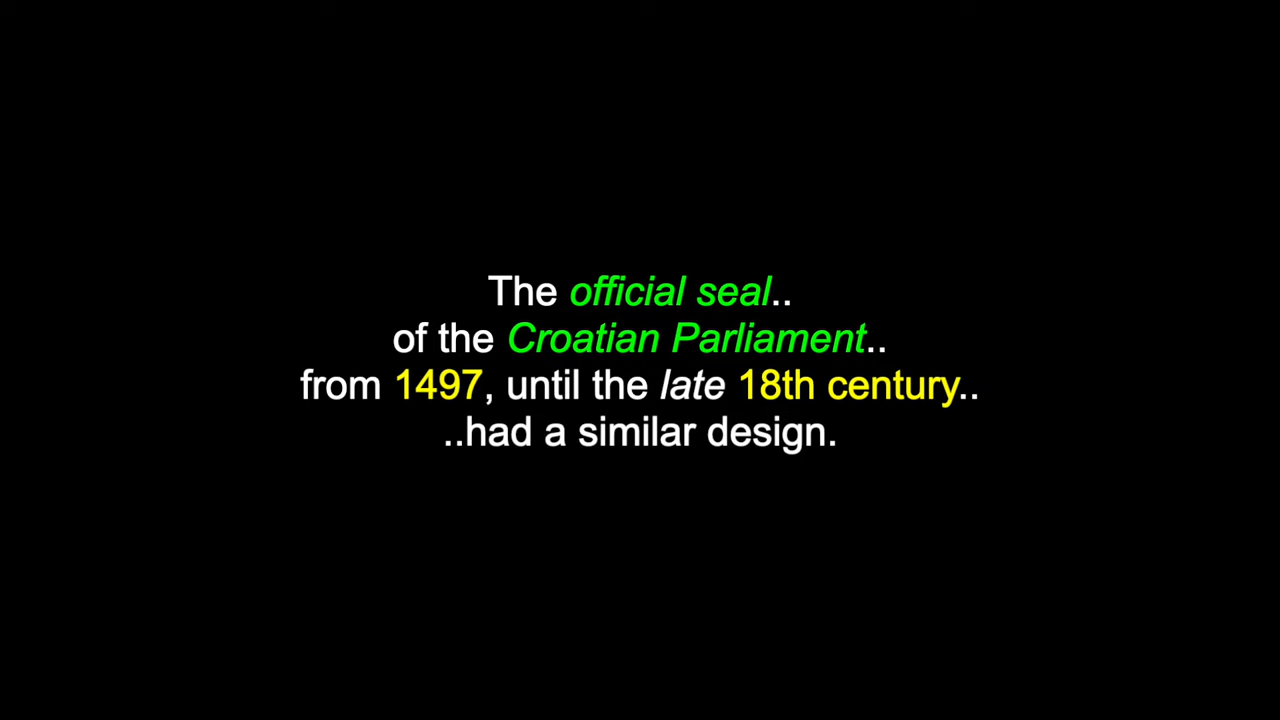 The official seal..
of the Croatian Parliament..
from 1497, until the late 18th century..
..had a similar design.